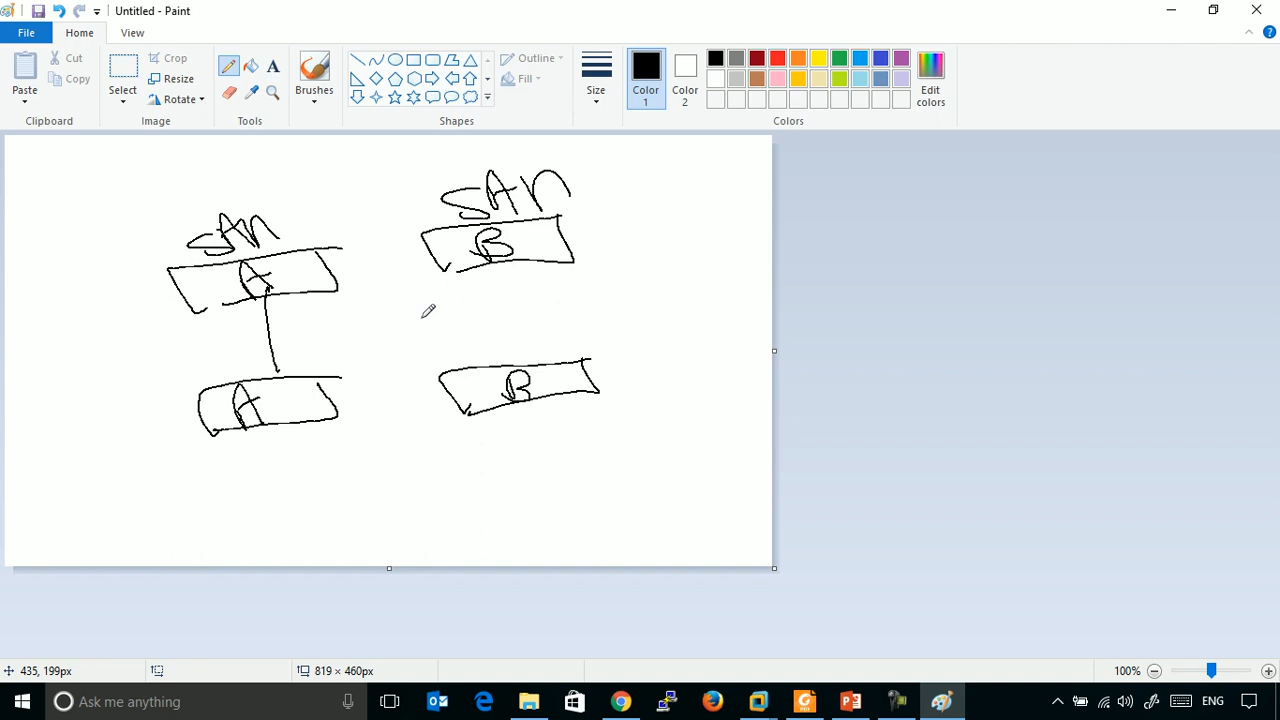 Untitled - Paint
File Home View
Paste
Cut
Copy
Clipboard
Select
Crop
Resize
Rotate
Image
A
Tools
Brushes
Outline
Fill
Shapes
Size
Color 1
Color 2
Edit colors
Colors
SAN
SAN
A
B
A
B
435, 199px
819 × 460px
100%
Ask me anything
ENG